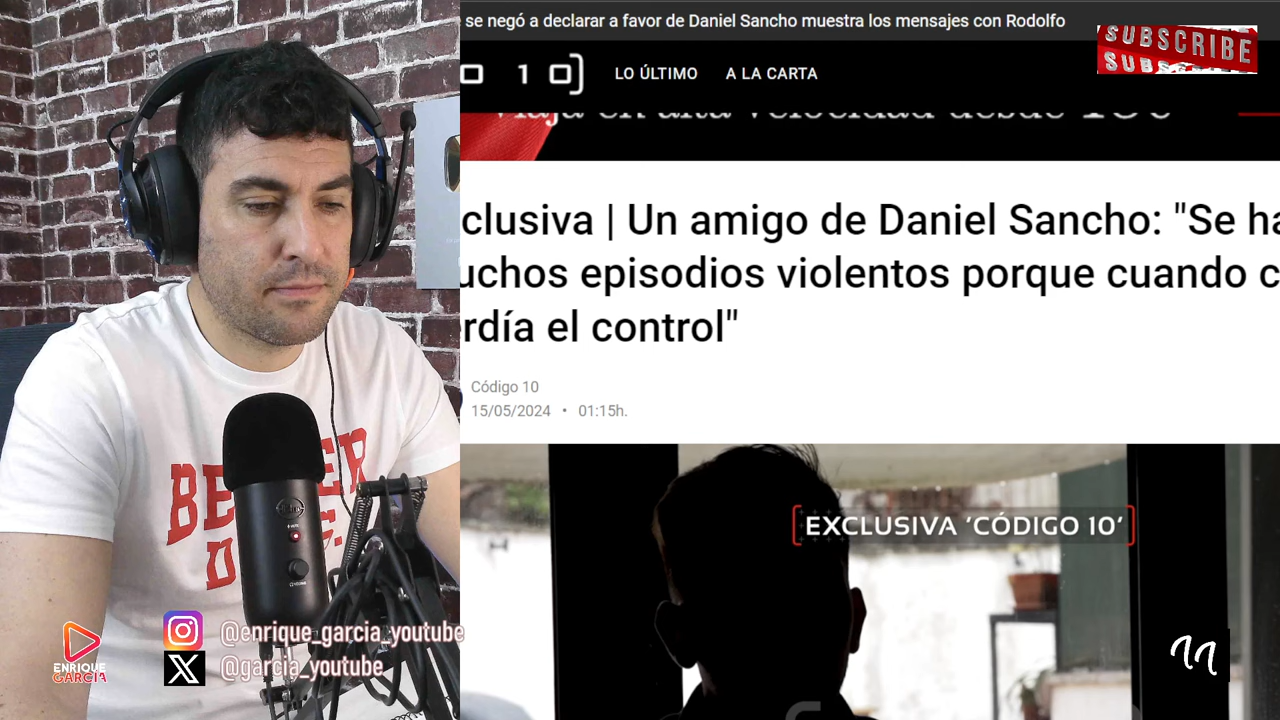 se negó a declarar a favor de Daniel Sancho muestra los mensajes con Rodolfo
SUBSCRIBE
10
LO ÚLTIMO
A LA CARTA
clusiva | Un amigo de Daniel Sancho: "Se ha
uchos episodios violentos porque cuando c
rdía el control"
Código 10
15/05/2024 • 01:15h.
EXCLUSIVA 'CÓDIGO 10'
@enrique_garcia_youtube
@garcia_youtube
ENRIQUE
GARCÍA